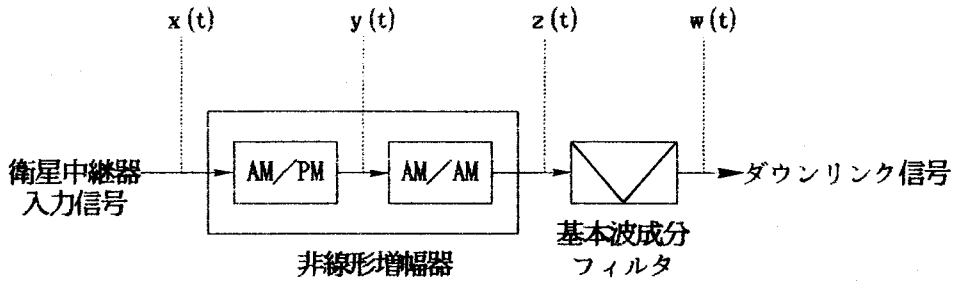 x(t)
y(t)
z(t)
w(t)
衛星中継器
入力信号
AM/PM
AM/AM
ダウンリンク信号
非線形増幅器
基本波成分
フィルタ